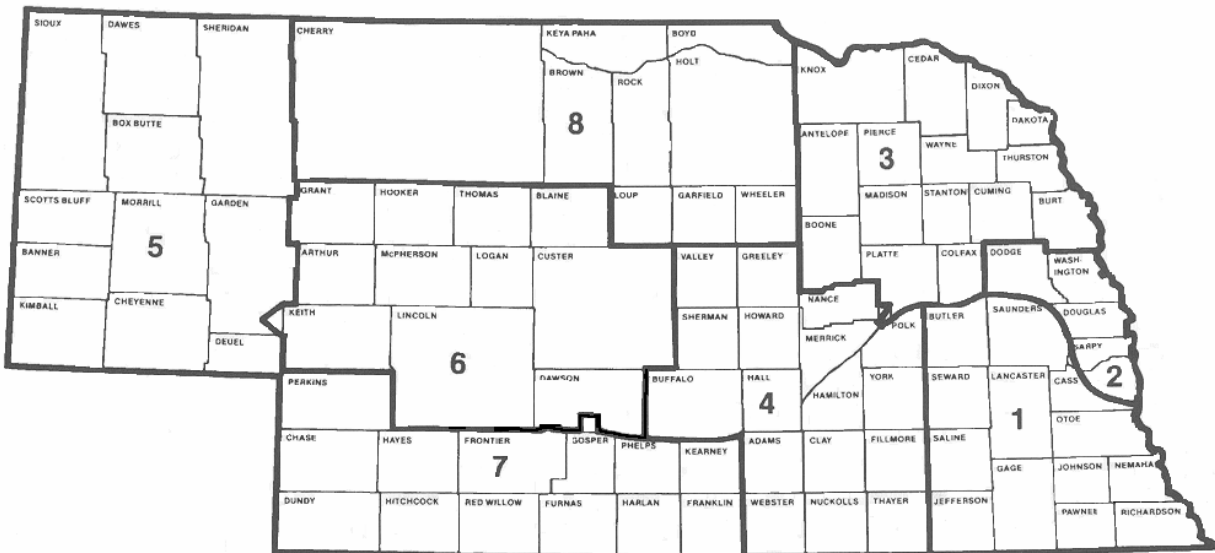 SIOUX DAWES SHERIDAN CHERRY KEYA PAHA BOYD
HOLT
KNOX CEDAR
BROWN ROCK
DIXON
8
BOX BUTTE
DAKOTA
ANTELOPE PIERCE
3
WAYNE
THURSTON
SCOTTS BLUFF MORRILL GARDEN GRANT HOOKER THOMAS BLAINE LOUP GARFIELD WHEELER MADISON STANTON CUMING
BURT
BOONE
5
BANNER ARTHUR McPHERSON LOGAN CUSTER VALLEY GREELEY PLATTE COLFAX DODGE WASH-
INGTON
KIMBALL CHEYENNE
NANCE
KEITH LINCOLN SHERMAN HOWARD BUTLER SAUNDERS DOUGLAS
POLK
MERRICK
DEUEL
SARPY
6
2
PERKINS DAWSON BUFFALO HALL YORK SEWARD LANCASTER CASS
4
HAMILTON
1
OTOE
CHASE HAYES FRONTIER GOSPER PHELPS KEARNEY ADAMS CLAY FILLMORE SALINE
7
GAGE JOHNSON NEMAHA
DUNDY HITCHCOCK RED WILLOW FURNAS HARLAN FRANKLIN WEBSTER NUCKOLLS THAYER JEFFERSON
PAWNEE RICHARDSON